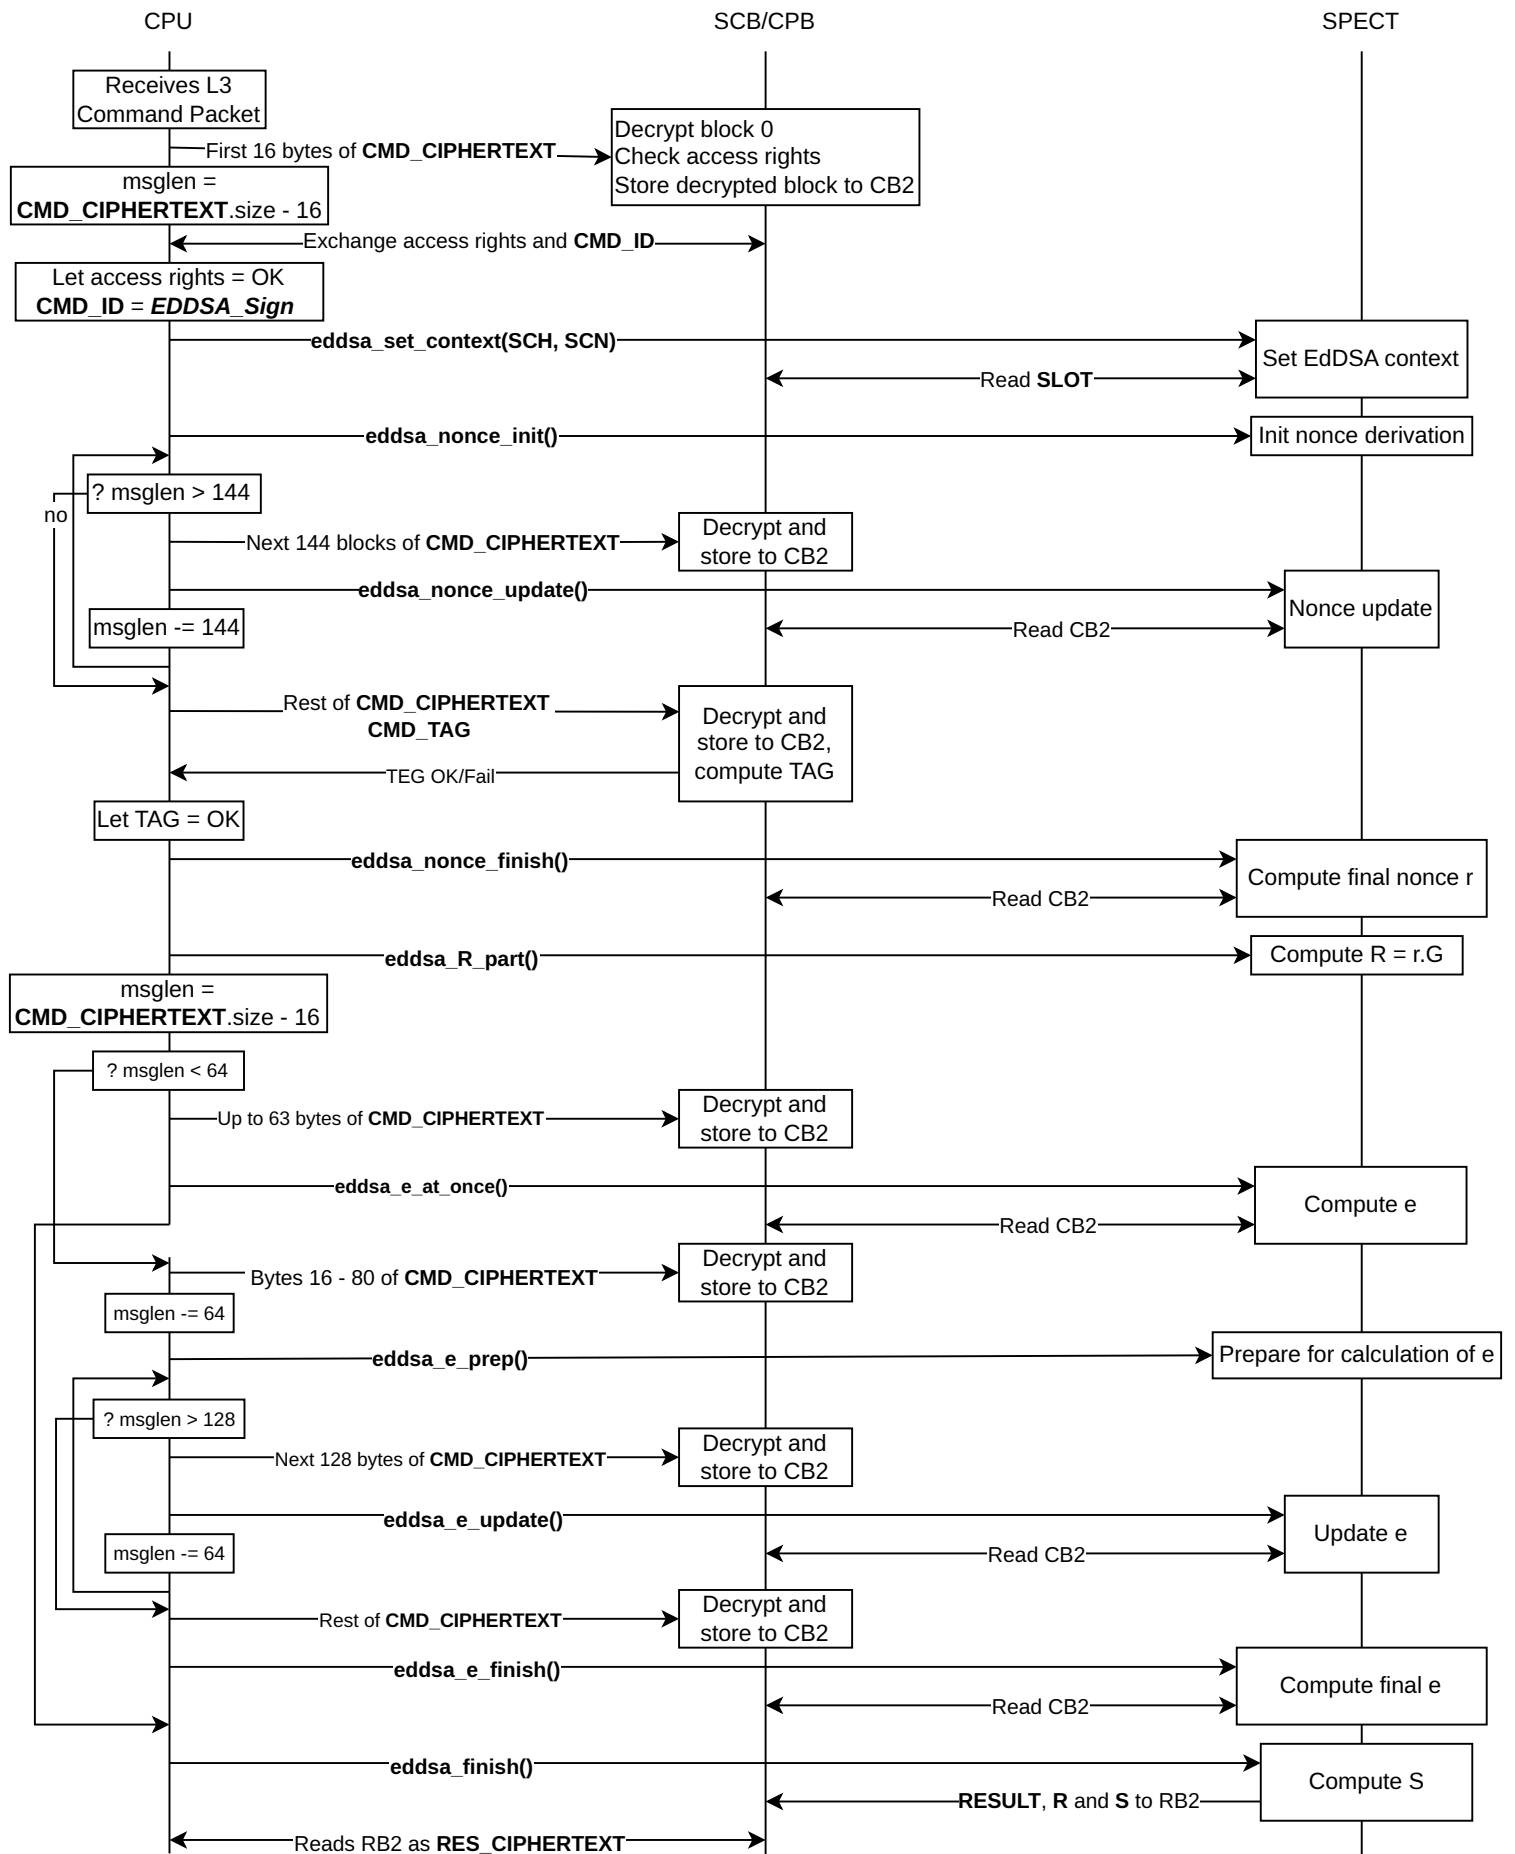 CPU
SCB/CPB
SPECT
Receives L3
Command Packet
Decrypt block 0
Check access rights
Store decrypted block to CB2
First 16 bytes of CMD_CIPHERTEXT
msglen =
CMD_CIPHERTEXT.size - 16
Exchange access rights and CMD_ID
Let access rights = OK
CMD_ID = EDDSA_Sign
eddsa_set_context(SCH, SCN)
Set EdDSA context
Read SLOT
eddsa_nonce_init()
Init nonce derivation
? msglen > 144
no
Next 144 blocks of CMD_CIPHERTEXT
Decrypt and
store to CB2
eddsa_nonce_update()
Nonce update
msglen -= 144
Read CB2
Rest of CMD_CIPHERTEXT
CMD_TAG
Decrypt and
store to CB2,
compute TAG
TEG OK/Fail
Let TAG = OK
eddsa_nonce_finish()
Compute final nonce r
Read CB2
eddsa_R_part()
Compute R = r.G
msglen =
CMD_CIPHERTEXT.size - 16
? msglen < 64
Up to 63 bytes of CMD_CIPHERTEXT
Decrypt and
store to CB2
eddsa_e_at_once()
Compute e
Read CB2
Bytes 16 - 80 of CMD_CIPHERTEXT
Decrypt and
store to CB2
msglen -= 64
eddsa_e_prep()
Prepare for calculation of e
? msglen > 128
Next 128 bytes of CMD_CIPHERTEXT
Decrypt and
store to CB2
eddsa_e_update()
Update e
msglen -= 64
Read CB2
Rest of CMD_CIPHERTEXT
Decrypt and
store to CB2
eddsa_e_finish()
Compute final e
Read CB2
eddsa_finish()
Compute S
RESULT, R and S to RB2
Reads RB2 as RES_CIPHERTEXT